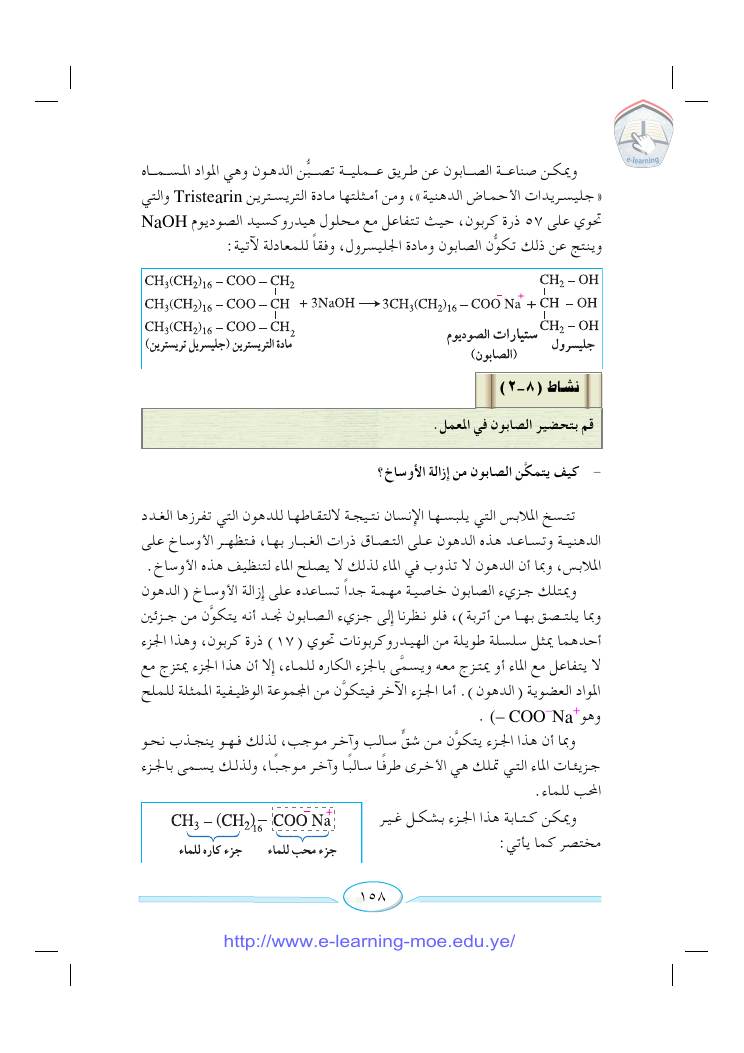 e-learning
ويمكن صناعة الصابون عن طريق عملية تصبُّن الدهون وهي المواد المسماه
«جليسريدات الأحماض الدهنية»، ومن أمثلتها مادة التريسترين Tristearin والتي
تحوي على ٥٧ ذرة كربون، حيث تتفاعل مع محلول هيدروكسيد الصوديوم NaOH
وينتج عن ذلك تكوُّن الصابون ومادة الجليسرول، وفقاً للمعادلة لآتية:
CH3(CH2)16 – COO – CH2 CH2 – OH
CH3(CH2)16 – COO – CH + 3NaOH ⟶ 3CH3(CH2)16 – COO⁻Na⁺ + CH – OH
CH3(CH2)16 – COO – CH2 CH2 – OH
مادة التريسترين (جليسريل تريسترين) ستيارات الصوديوم جليسرول
(الصابون)
نشاط (٨-٢)
قم بتحضير الصابون في المعمل.
– كيف يتمكَّن الصابون من إزالة الأوساخ؟
تتسخ الملابس التي يلبسها الإنسان نتيجة لالتقاطها للدهون التي تفرزها الغدد
الدهنية وتساعد هذه الدهون على التصاق ذرات الغبار بها، فتظهر الأوساخ على
الملابس، وبما أن الدهون لا تذوب في الماء لذلك لا يصلح الماء لتنظيف هذه الأوساخ.
ويمتلك جزيء الصابون خاصية مهمة جداً تساعده على إزالة الأوساخ (الدهون
وبما يلتصق بها من أتربة)، فلو نظرنا إلى جزيء الصابون نجد أنه يتكوَّن من جزئين
أحدهما يمثل سلسلة طويلة من الهيدروكربونات تحوي (١٧) ذرة كربون، وهذا الجزء
لا يتفاعل مع الماء أو يمتزج معه ويسمَّى بالجزء الكاره للماء، إلا أن هذا الجزء يمتزج مع
المواد العضوية (الدهون). أما الجزء الآخر فيتكوَّن من المجموعة الوظيفية الممثلة للملح
وهو (– COO⁻Na⁺ .
وبما أن هذا الجزء يتكوَّن من شقٍّ سالب وآخر موجب، لذلك فهو ينجذب نحو
جزيئات الماء التي تملك هي الأخرى طرفًا سالبًا وآخر موجبًا، ولذلك يسمى بالجزء
المحب للماء.
ويمكن كتابة هذا الجزء بشكل غير
مختصر كما يأتي:
CH3 – (CH2)16 – COO⁻Na⁺
جزء كاره للماء جزء محب للماء
١٥٨
http://www.e-learning-moe.edu.ye/